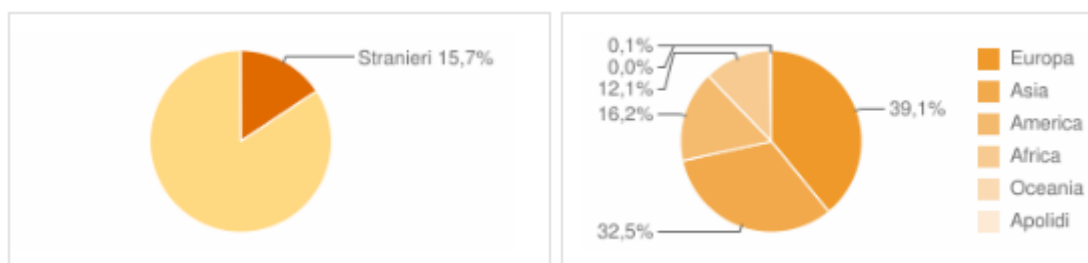 Stranieri 15,7%
0,1%
0,0%
12,1%
16,2%
32,5%
39,1%
Europa
Asia
America
Africa
Oceania
Apolidi